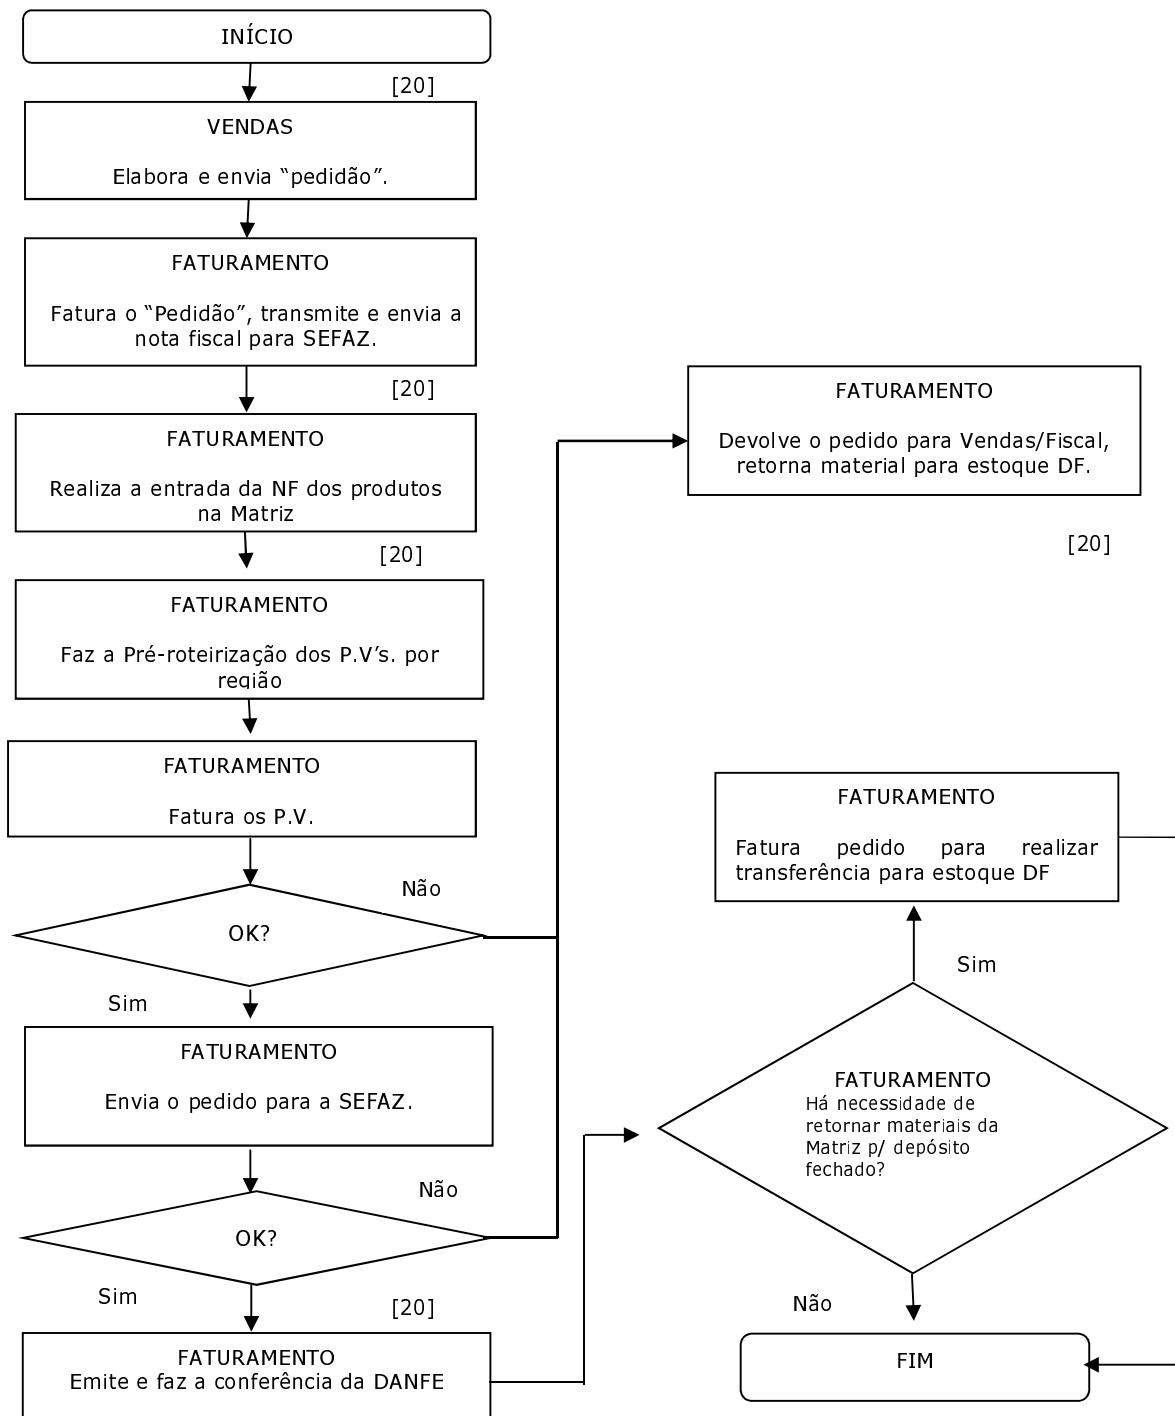 INÍCIO
[20]
VENDAS
Elabora e envia “pedidão”.
FATURAMENTO
Fatura o “Pedidão”, transmite e envia a
nota fiscal para SEFAZ.
[20]
FATURAMENTO
Realiza a entrada da NF dos produtos
na Matriz
[20]
FATURAMENTO
Faz a Pré-roteirização dos P.V’s. por
região
FATURAMENTO
Fatura os P.V.
Não
OK?
Sim
FATURAMENTO
Envia o pedido para a SEFAZ.
Não
OK?
Sim
[20]
FATURAMENTO
Emite e faz a conferência da DANFE
FATURAMENTO
Devolve o pedido para Vendas/Fiscal,
retorna material para estoque DF.
[20]
FATURAMENTO
Fatura pedido para realizar
transferência para estoque DF
Sim
FATURAMENTO
Há necessidade de
retornar materiais da
Matriz p/ depósito
fechado?
Não
FIM